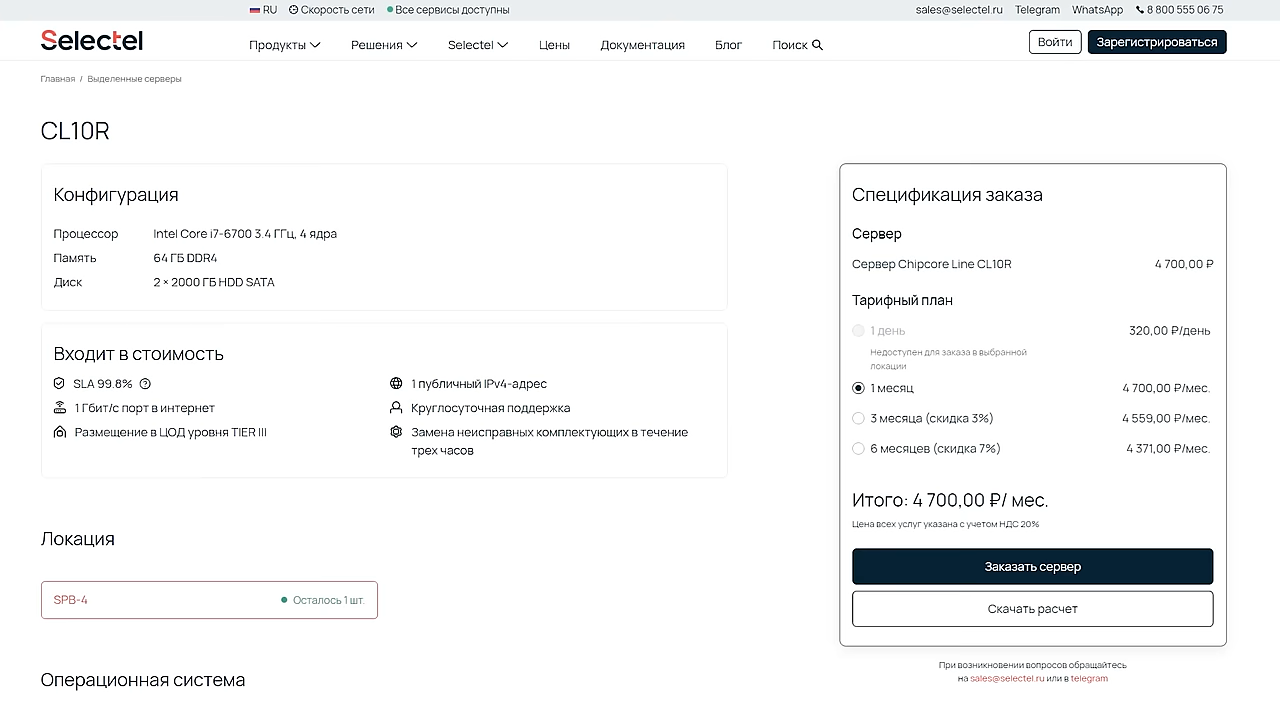 RU Скорость сети Все сервисы доступны sales@selectel.ru Telegram WhatsApp 8 800 555 06 75
Selectel Продукты Решения Selectel Цены Документация Блог Поиск Войти Зарегистрироваться
Главная / Выделенные серверы
CL10R
Конфигурация
Процессор Intel Core i7-6700 3.4 ГГц, 4 ядра
Память 64 ГБ DDR4
Диск 2 × 2000 ГБ HDD SATA
Входит в стоимость
SLA 99.8%
1 Гбит/с порт в интернет
Размещение в ЦОД уровня TIER III
1 публичный IPv4-адрес
Круглосуточная поддержка
Замена неисправных комплектующих в течение
трех часов
Локация
SPB-4 Осталось 1 шт.
Операционная система
Спецификация заказа
Сервер
Сервер Chipcore Line CL10R 4 700,00 ₽
Тарифный план
1 день 320,00 ₽/день
Недоступен для заказа в выбранной
локации
1 месяц 4 700,00 ₽/мес.
3 месяца (скидка 3%) 4 559,00 ₽/мес.
6 месяцев (скидка 7%) 4 371,00 ₽/мес.
Итого: 4 700,00 ₽/ мес.
Цена всех услуг указана с учетом НДС 20%
Заказать сервер
Скачать расчет
При возникновении вопросов обращайтесь
на sales@selectel.ru или в telegram